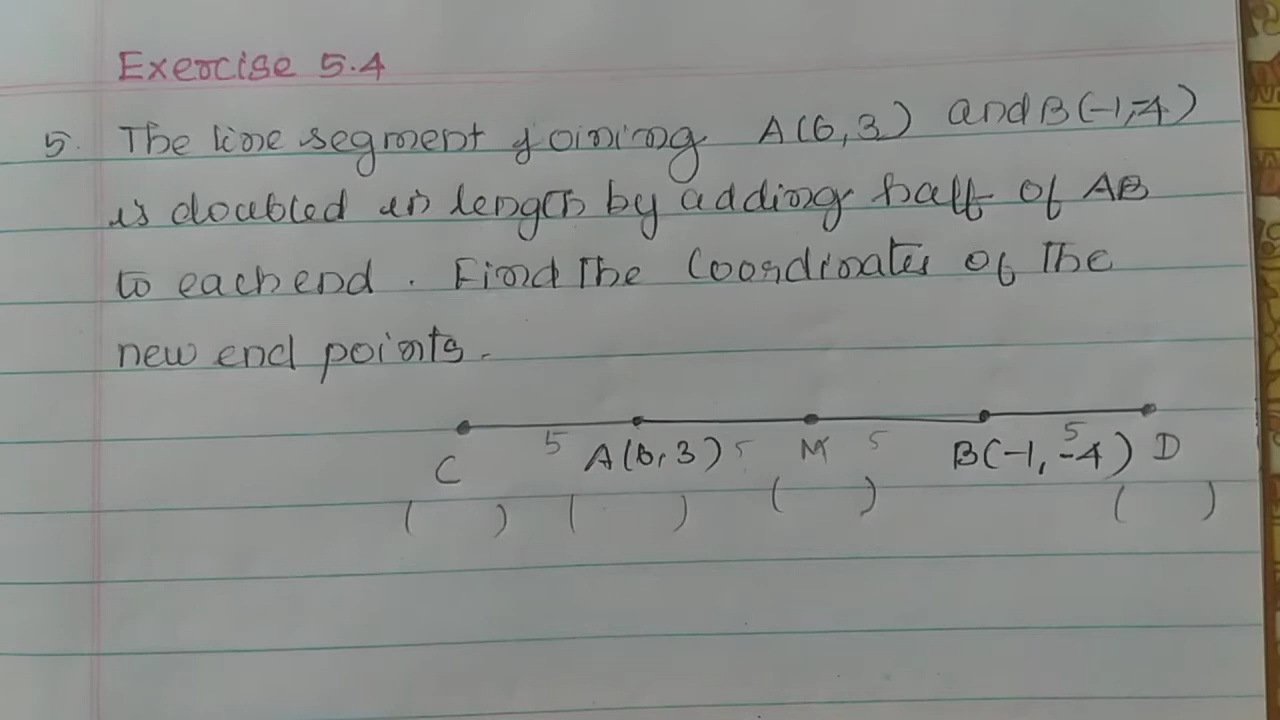 Exercise 5.4
5. The line segment joining A(6,3) and B(-1,-4)
is doubled in length by adding half of AB
to each end. Find The Coordinates of The
new end points.
5 5 M 5 5
C A(6,3) B(-1,-4) D
( ) ( ) ( ) ( )